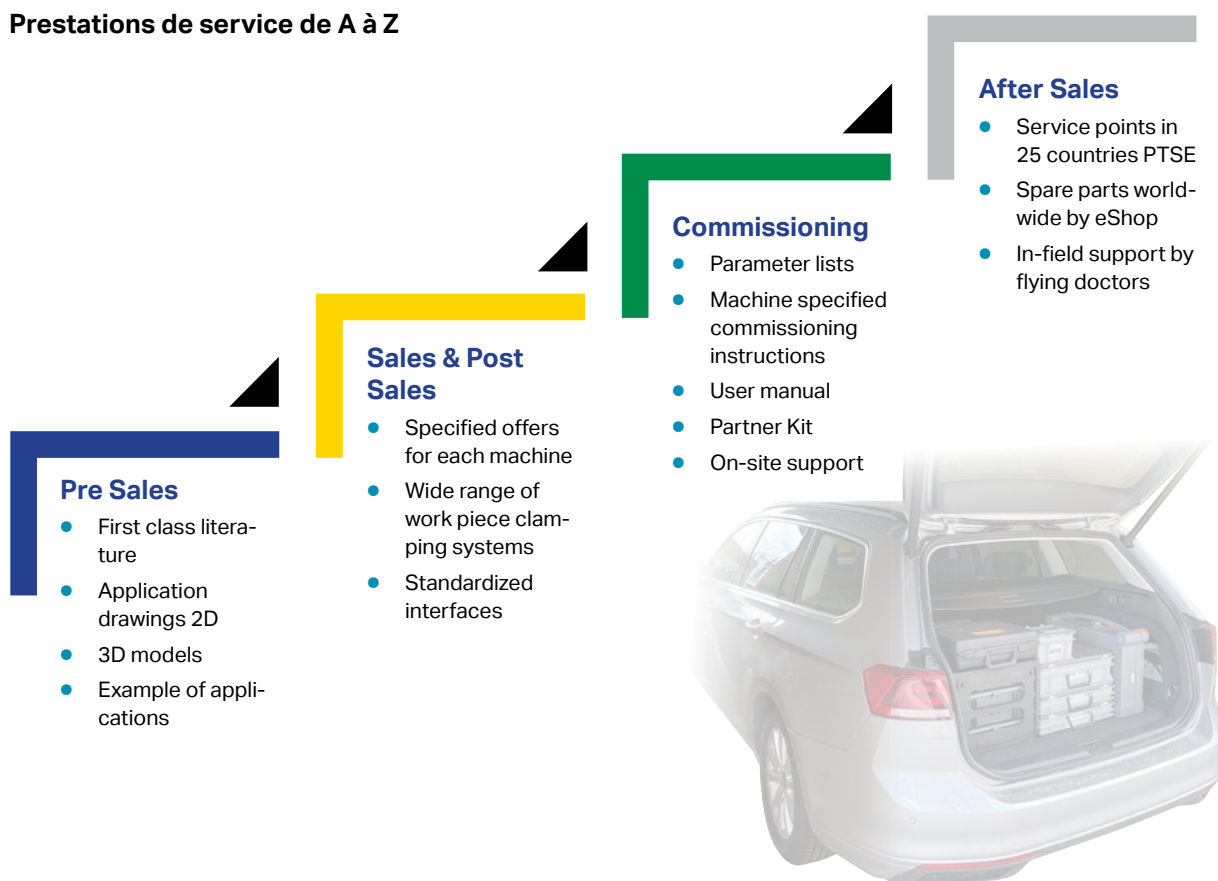 Prestations de service de A à Z
Pre Sales
First class litera-
ture
Application
drawings 2D
3D models
Example of appli-
cations
Sales & Post
Sales
Specified offers
for each machine
Wide range of
work piece clam-
ping systems
Standardized
interfaces
Commissioning
Parameter lists
Machine specified
commissioning
instructions
User manual
Partner Kit
On-site support
After Sales
Service points in
25 countries PTSE
Spare parts world-
wide by eShop
In-field support by
flying doctors